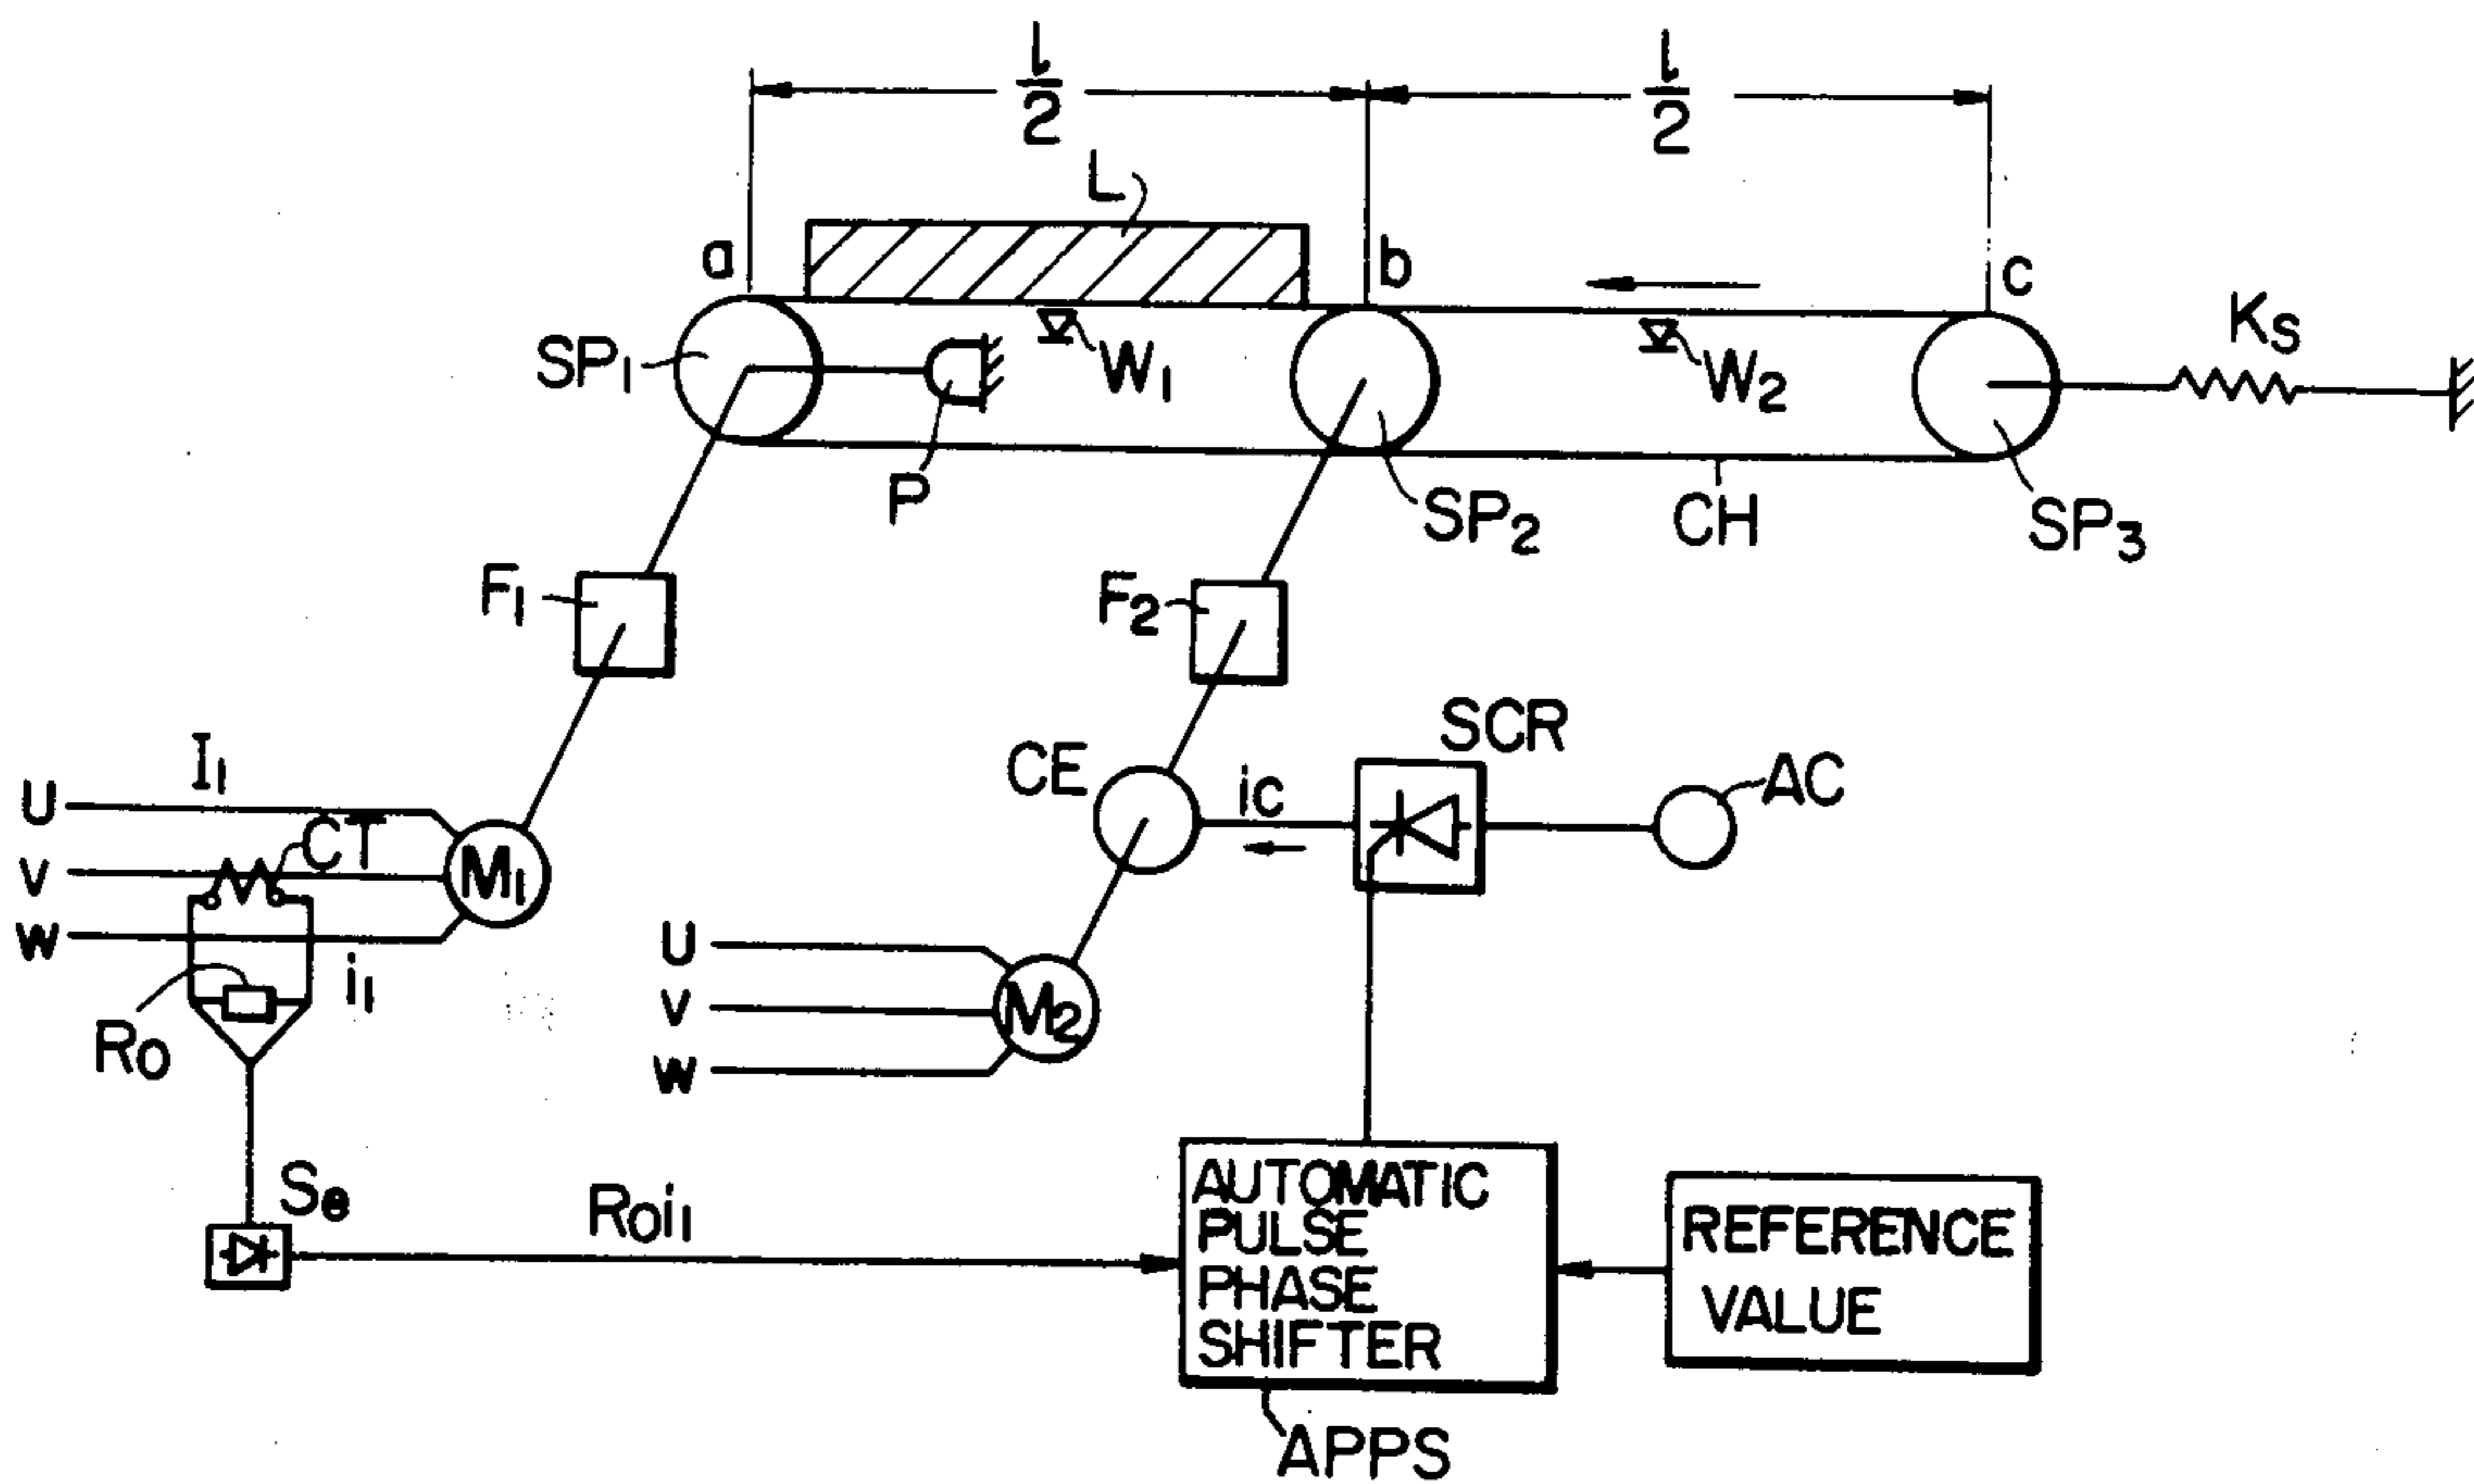 l/2 l/2
L
a b c
SP1 W1 W2 KS
P SP2 CH SP3
F1 F2
SCR
I1 CE ic AC
U CT
V M1
W i1 U
RO V M2
W
Se ROi1
AUTOMATIC
PULSE
PHASE
SHIFTER
REFERENCE
VALUE
APPS